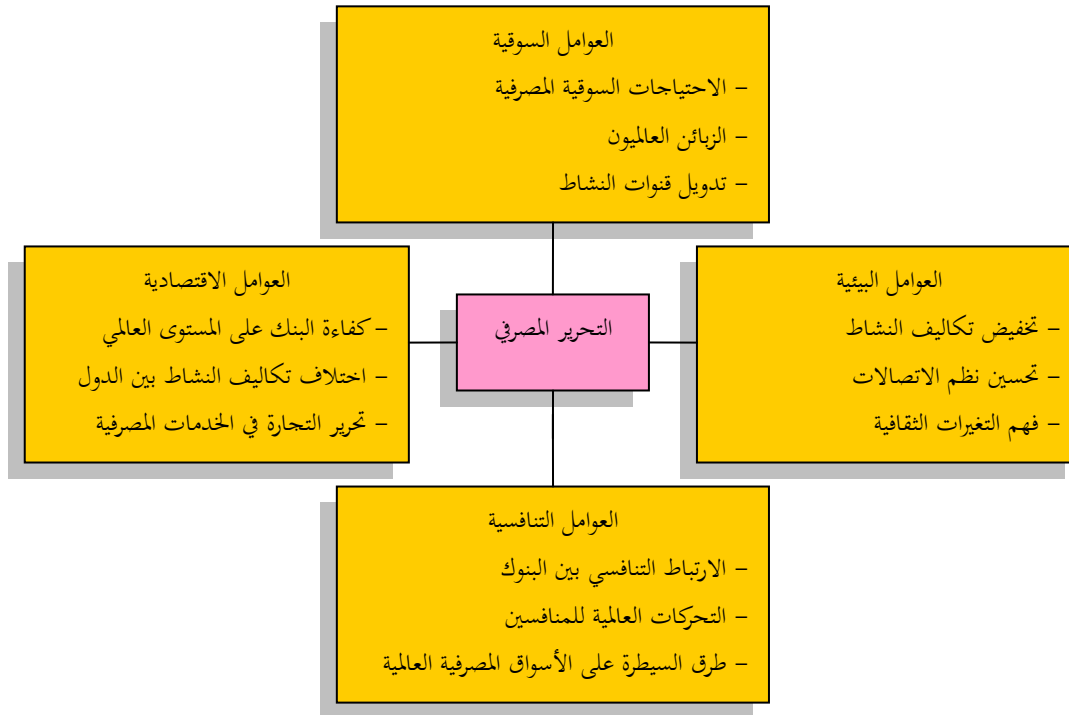 العوامل السوقية
– الاحتياجات السوقية المصرفية
– الزبائن العالميون
– تدويل قنوات النشاط
العوامل البيئية
– تخفيض تكاليف النشاط
– تحسين نظم الاتصالات
– فهم التغيرات الثقافية
التحرير المصرفي
العوامل الاقتصادية
– كفاءة البنك على المستوى العالمي
– اختلاف تكاليف النشاط بين الدول
– تحرير التجارة في الخدمات المصرفية
العوامل التنافسية
– الارتباط التنافسي بين البنوك
– التحركات العالمية للمنافسين
– طرق السيطرة على الأسواق المصرفية العالمية